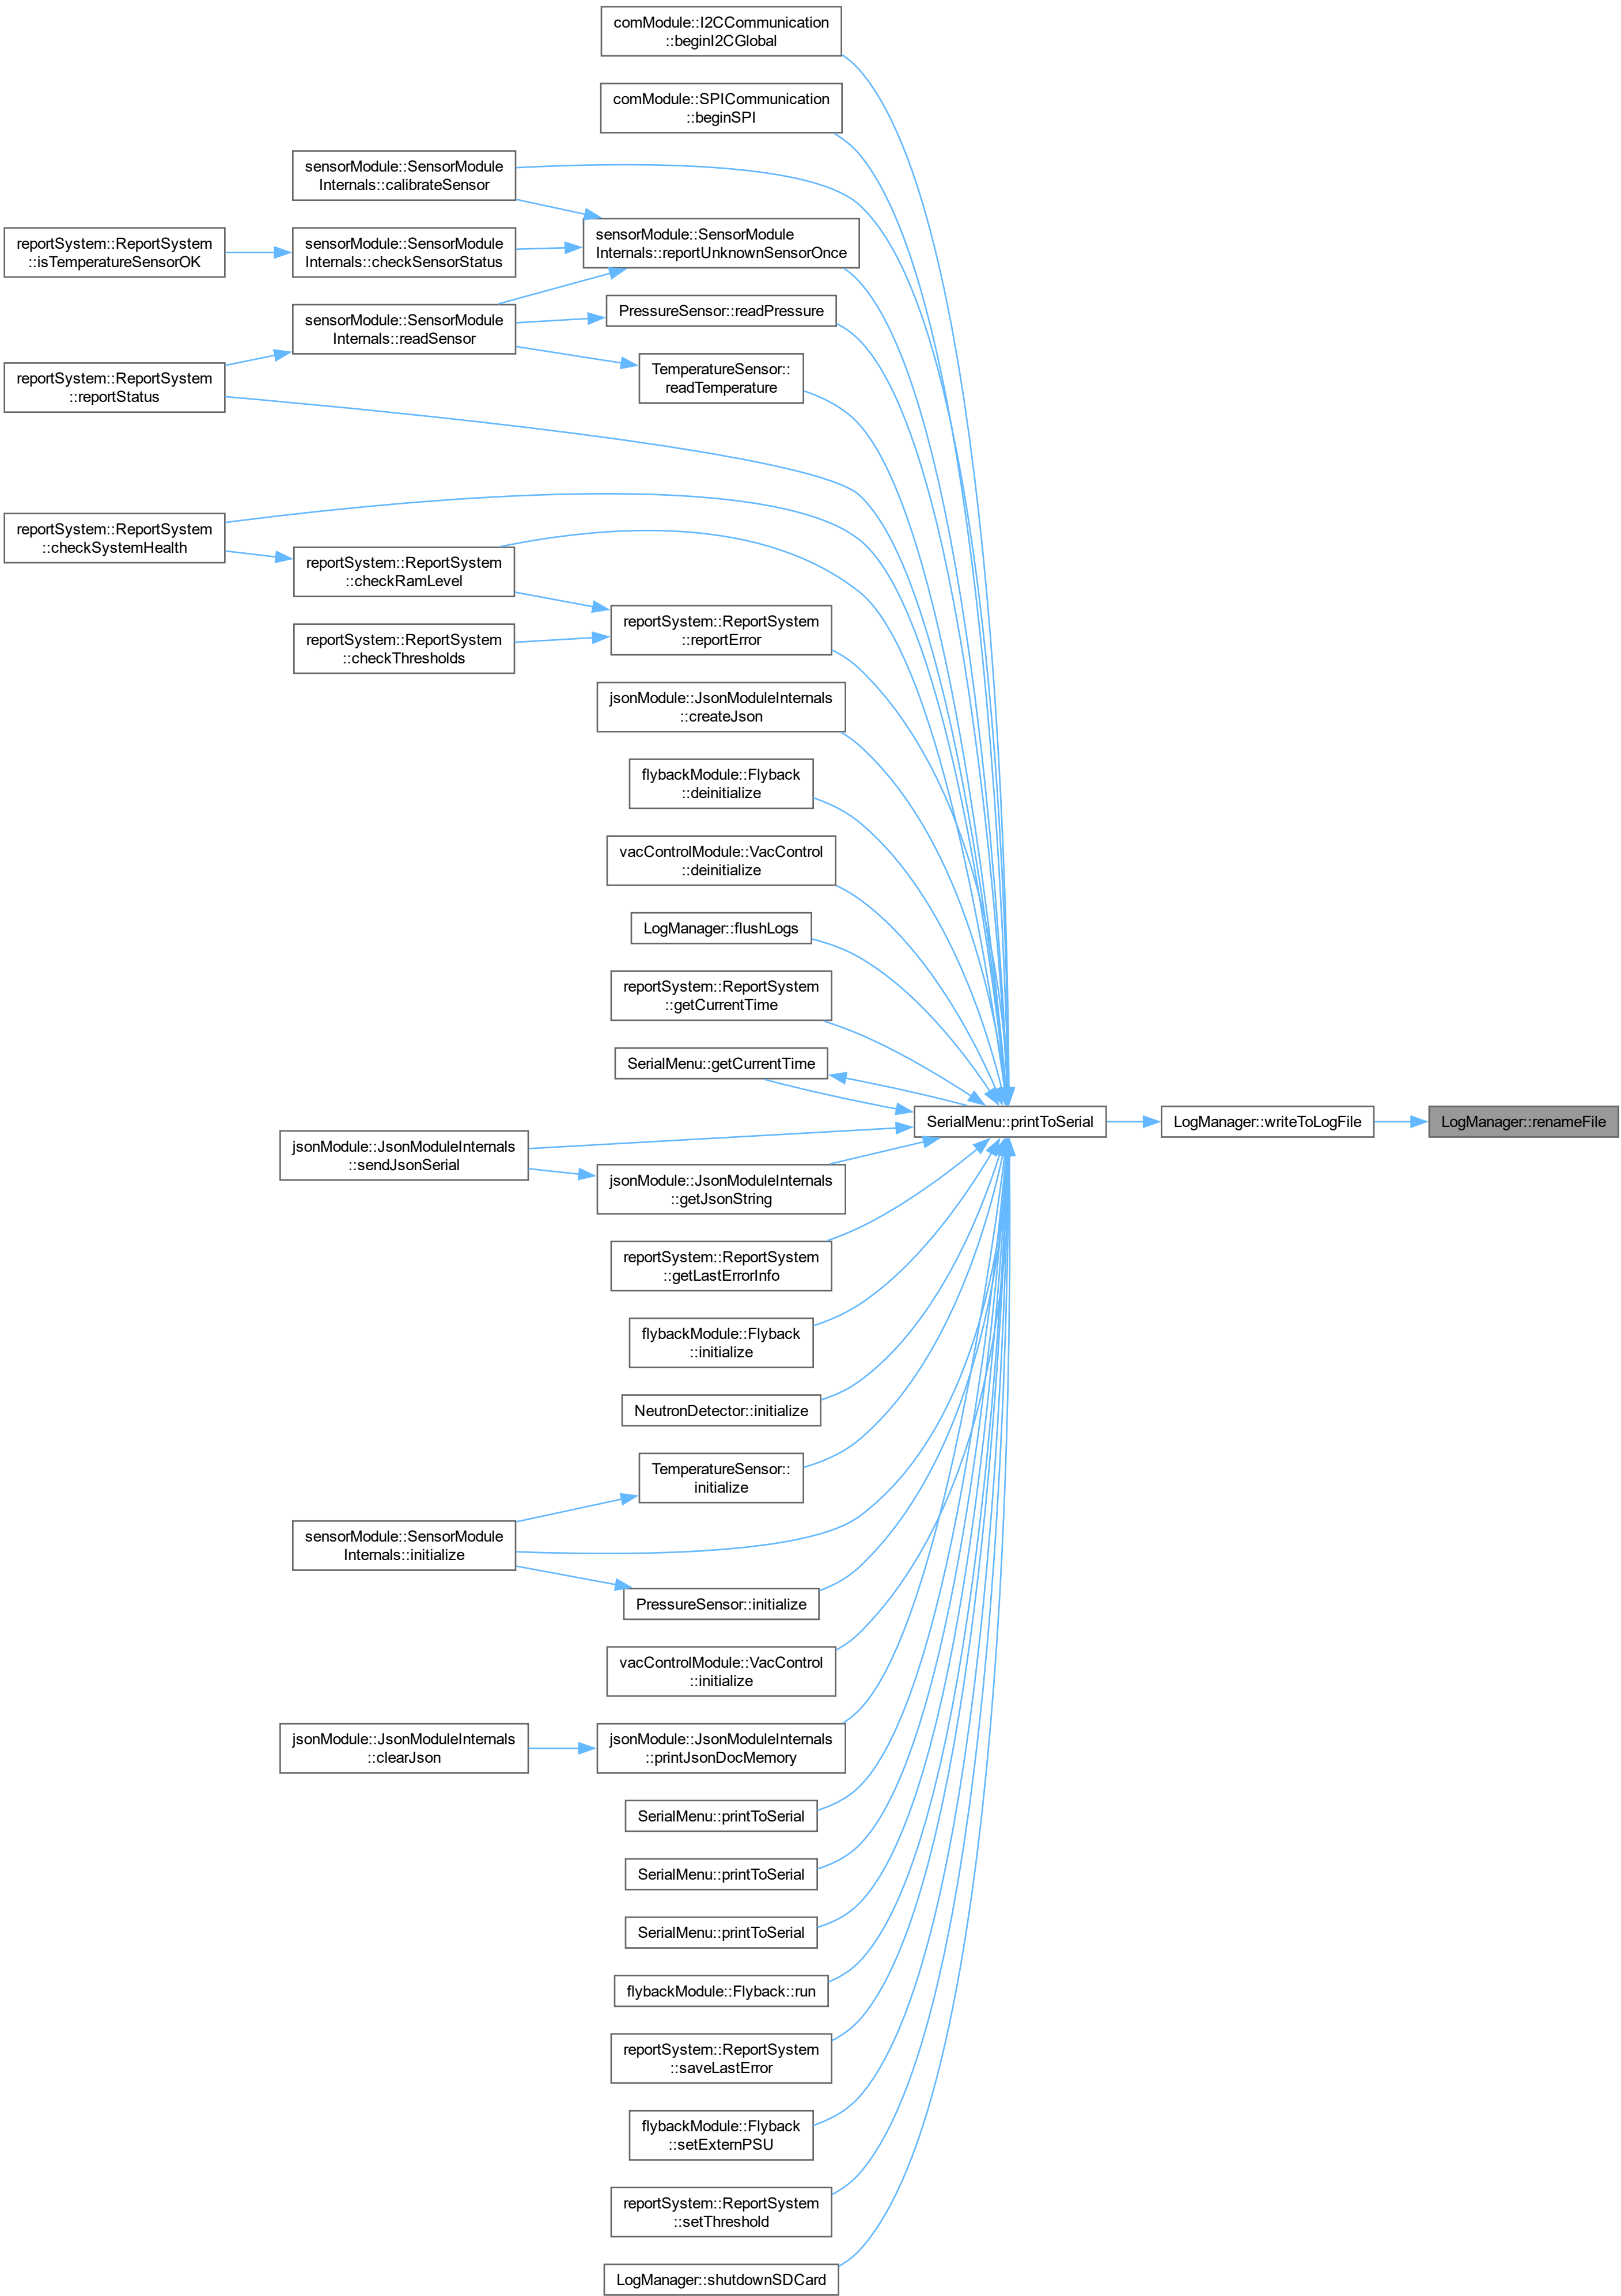 comModule::I2CCommunication
::beginI2CGlobal
comModule::SPICommunication
::beginSPI
sensorModule::SensorModule
Internals::calibrateSensor
sensorModule::SensorModule
Internals::reportUnknownSensorOnce
reportSystem::ReportSystem
::isTemperatureSensorOK
sensorModule::SensorModule
Internals::checkSensorStatus
sensorModule::SensorModule
Internals::readSensor
PressureSensor::readPressure
TemperatureSensor::
readTemperature
reportSystem::ReportSystem
::reportStatus
reportSystem::ReportSystem
::checkSystemHealth
reportSystem::ReportSystem
::checkRamLevel
reportSystem::ReportSystem
::reportError
reportSystem::ReportSystem
::checkThresholds
jsonModule::JsonModuleInternals
::createJson
flybackModule::Flyback
::deinitialize
vacControlModule::VacControl
::deinitialize
LogManager::flushLogs
reportSystem::ReportSystem
::getCurrentTime
SerialMenu::getCurrentTime
SerialMenu::printToSerial
LogManager::writeToLogFile
LogManager::renameFile
jsonModule::JsonModuleInternals
::sendJsonSerial
jsonModule::JsonModuleInternals
::getJsonString
reportSystem::ReportSystem
::getLastErrorInfo
flybackModule::Flyback
::initialize
NeutronDetector::initialize
TemperatureSensor::
initialize
sensorModule::SensorModule
Internals::initialize
PressureSensor::initialize
vacControlModule::VacControl
::initialize
jsonModule::JsonModuleInternals
::clearJson
jsonModule::JsonModuleInternals
::printJsonDocMemory
SerialMenu::printToSerial
SerialMenu::printToSerial
SerialMenu::printToSerial
flybackModule::Flyback::run
reportSystem::ReportSystem
::saveLastError
flybackModule::Flyback
::setExternPSU
reportSystem::ReportSystem
::setThreshold
LogManager::shutdownSDCard